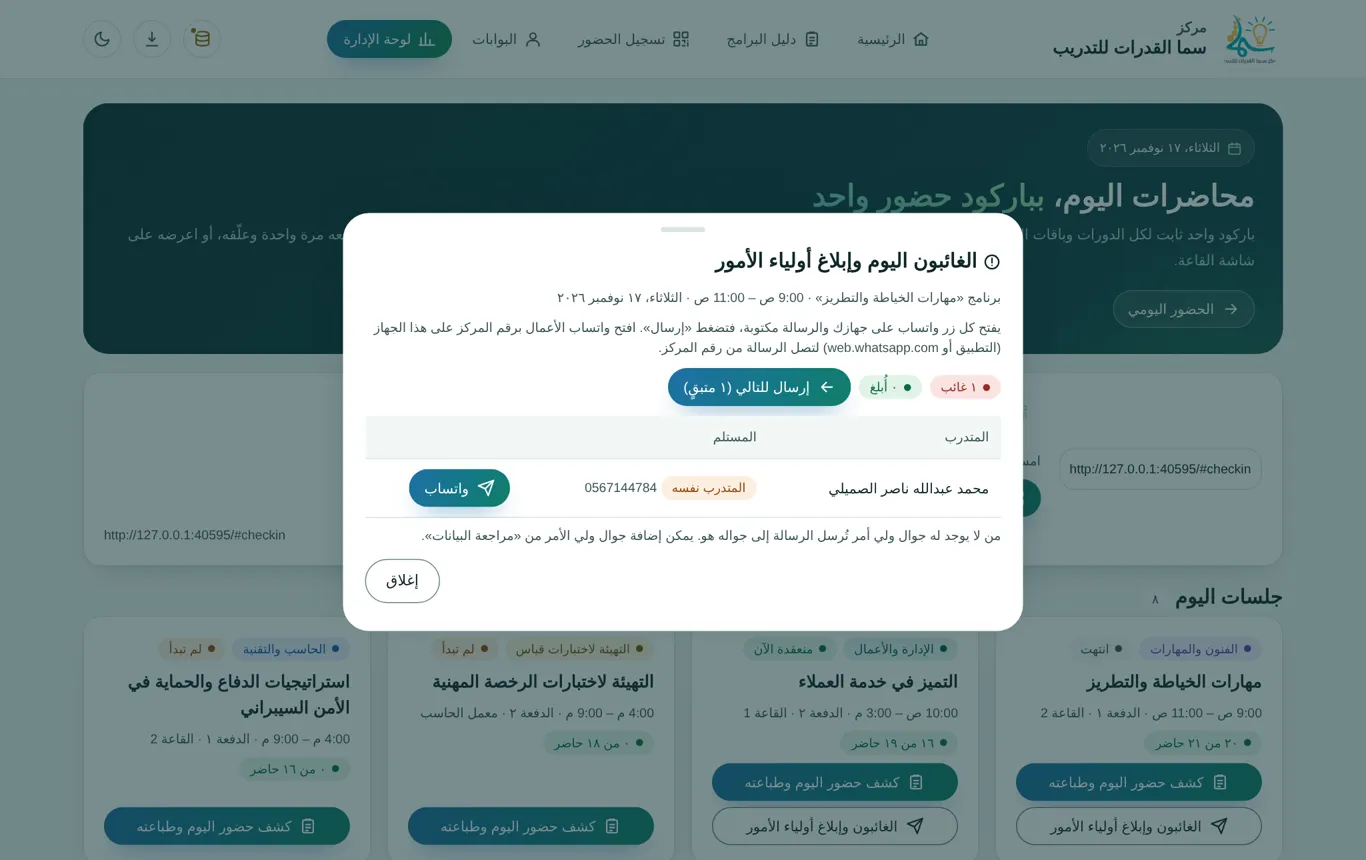 مركز
سما القدرات للتدريب
الرئيسية
دليل البرامج
تسجيل الحضور
البوابات
لوحة الإدارة
الثلاثاء، ١٧ نوفمبر ٢٠٢٦
محاضرات اليوم، بباركود حضور واحد
باركود واحد ثابت لكل الدورات وباقات
مرة واحدة وعلّقه، أو اعرضه على
شاشة القاعة.
الحضور اليومي
الغائبون اليوم وإبلاغ أولياء الأمور
برنامج «مهارات الخياطة والتطريز» · 9:00 ص – 11:00 ص · الثلاثاء، ١٧ نوفمبر ٢٠٢٦
يفتح كل زر واتساب على جهازك والرسالة مكتوبة، فتضغط «إرسال». افتح واتساب الأعمال برقم المركز على هذا الجهاز
(التطبيق أو web.whatsapp.com) لتصل الرسالة من رقم المركز.
١ غائب
٠ أُبلغ
إرسال للتالي (١ متبقٍ)
المتدرب
المستلم
محمد عبدالله ناصر الصميلي
المتدرب نفسه
0567144784
واتساب
من لا يوجد له جوال ولي أمر تُرسل الرسالة إلى جواله هو. يمكن إضافة جوال ولي الأمر من «مراجعة البيانات».
إغلاق
http://127.0.0.1:40595/#checkin
http://127.0.0.1:40595/#checkin
جلسات اليوم ٨
الفنون والمهارات
انتهت
مهارات الخياطة والتطريز
9:00 ص – 11:00 ص · الدفعة ١ · القاعة 2
٢٠ من ٢١ حاضر
كشف حضور اليوم وطباعته
الغائبون وإبلاغ أولياء الأمور
الإدارة والأعمال
منعقدة الآن
التميز في خدمة العملاء
10:00 ص – 3:00 م · الدفعة ٢ · القاعة 1
١٦ من ١٩ حاضر
كشف حضور اليوم وطباعته
الغائبون وإبلاغ أولياء الأمور
التهيئة لاختبارات قياس
لم تبدأ
التهيئة لاختبارات الرخصة المهنية
4:00 م – 9:00 م · الدفعة ٢ · معمل الحاسب
٠ من ١٨ حاضر
كشف حضور اليوم وطباعته
الحاسب والتقنية
لم تبدأ
استراتيجيات الدفاع والحماية في
الأمن السيبراني
4:00 م – 9:00 م · الدفعة ١ · القاعة 2
٠ من ١٦ حاضر
كشف حضور اليوم وطباعته